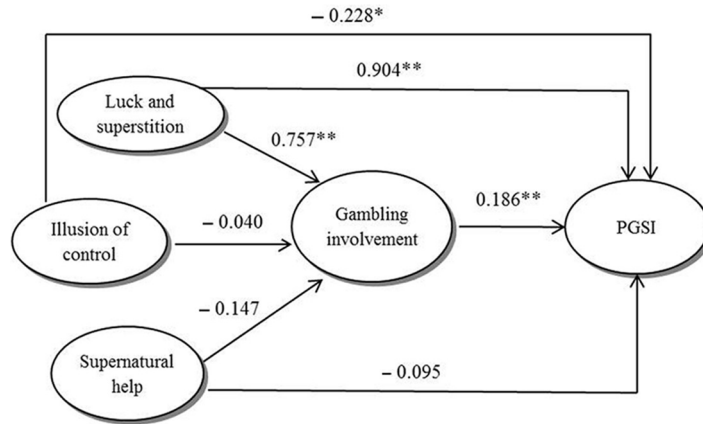 – 0.228*
0.904**
Luck and
superstition
0.757**
Illusion of
control
– 0.040
Gambling
involvement
0.186**
PGSI
– 0.147
Supernatural
help
– 0.095